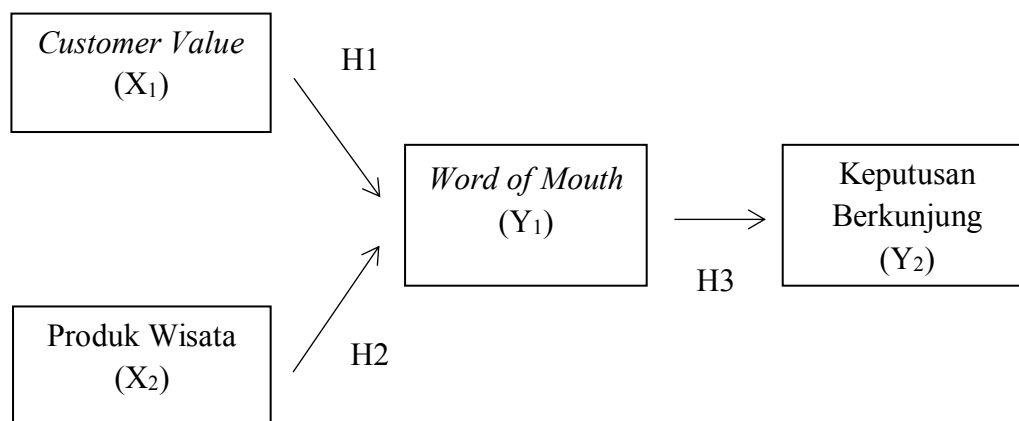 Customer Value
(X₁)
H1
Word of Mouth
(Y₁)
Keputusan
Berkunjung
(Y₂)
H3
Produk Wisata
(X₂)
H2